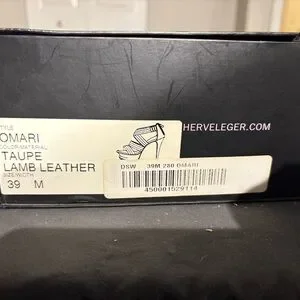 STYLE
OMARI
COLOR/MATERIAL
TAUPE
LAMB LEATHER
SIZE/WIDTH
39 M
HERVELEGER.COM
DSW 39M 280 OMARI
450001529114